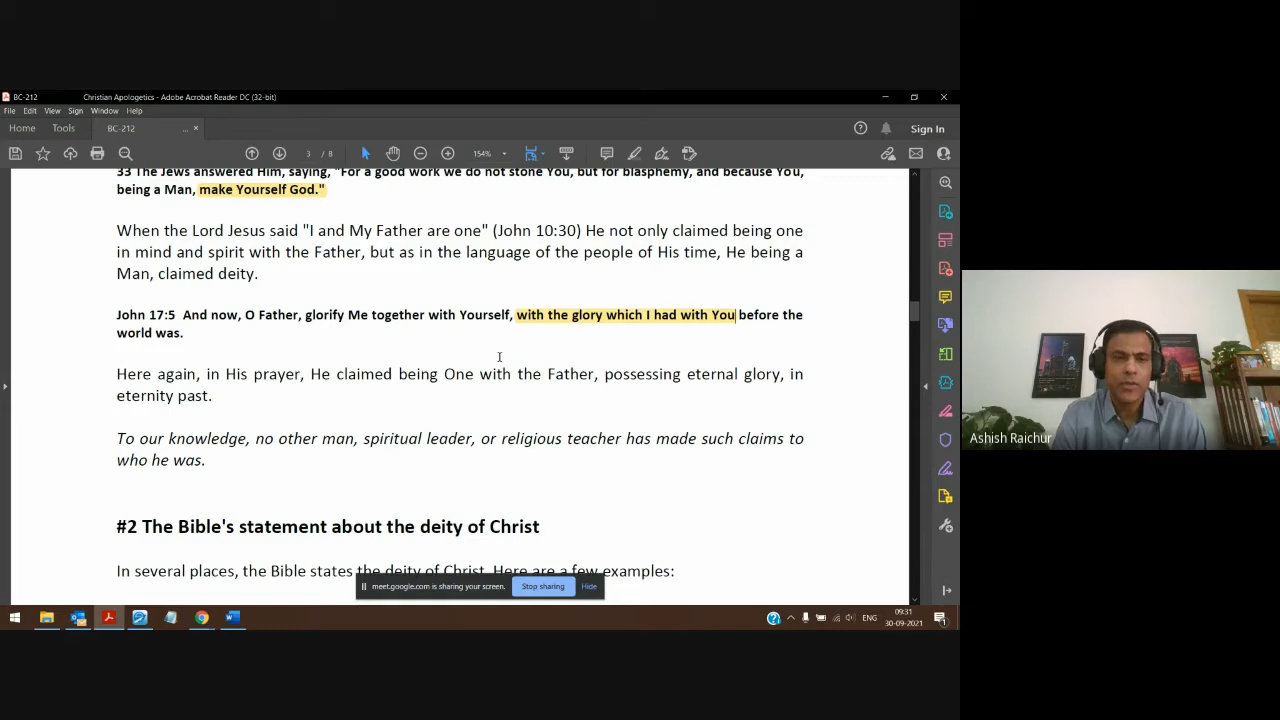 BC-212 Christian Apologetics - Adobe Acrobat Reader DC (32-bit)
File Edit View Sign Window Help
Home Tools BC-212 ... × Sign In
3 / 8 154%
33 The Jews answered Him, saying, "For a good work we do not stone You, but for blasphemy, and because You,
being a Man, make Yourself God."
When the Lord Jesus said "I and My Father are one" (John 10:30) He not only claimed being one
in mind and spirit with the Father, but as in the language of the people of His time, He being a
Man, claimed deity.
John 17:5 And now, O Father, glorify Me together with Yourself, with the glory which I had with You before the
world was.
Here again, in His prayer, He claimed being One with the Father, possessing eternal glory, in
eternity past.
To our knowledge, no other man, spiritual leader, or religious teacher has made such claims to
who he was.
#2 The Bible's statement about the deity of Christ
In several places, the Bible states the deity of Christ. Here are a few examples:
meet.google.com is sharing your screen. Stop sharing Hide
ENG 09:31
30-09-2021
Ashish Raichur